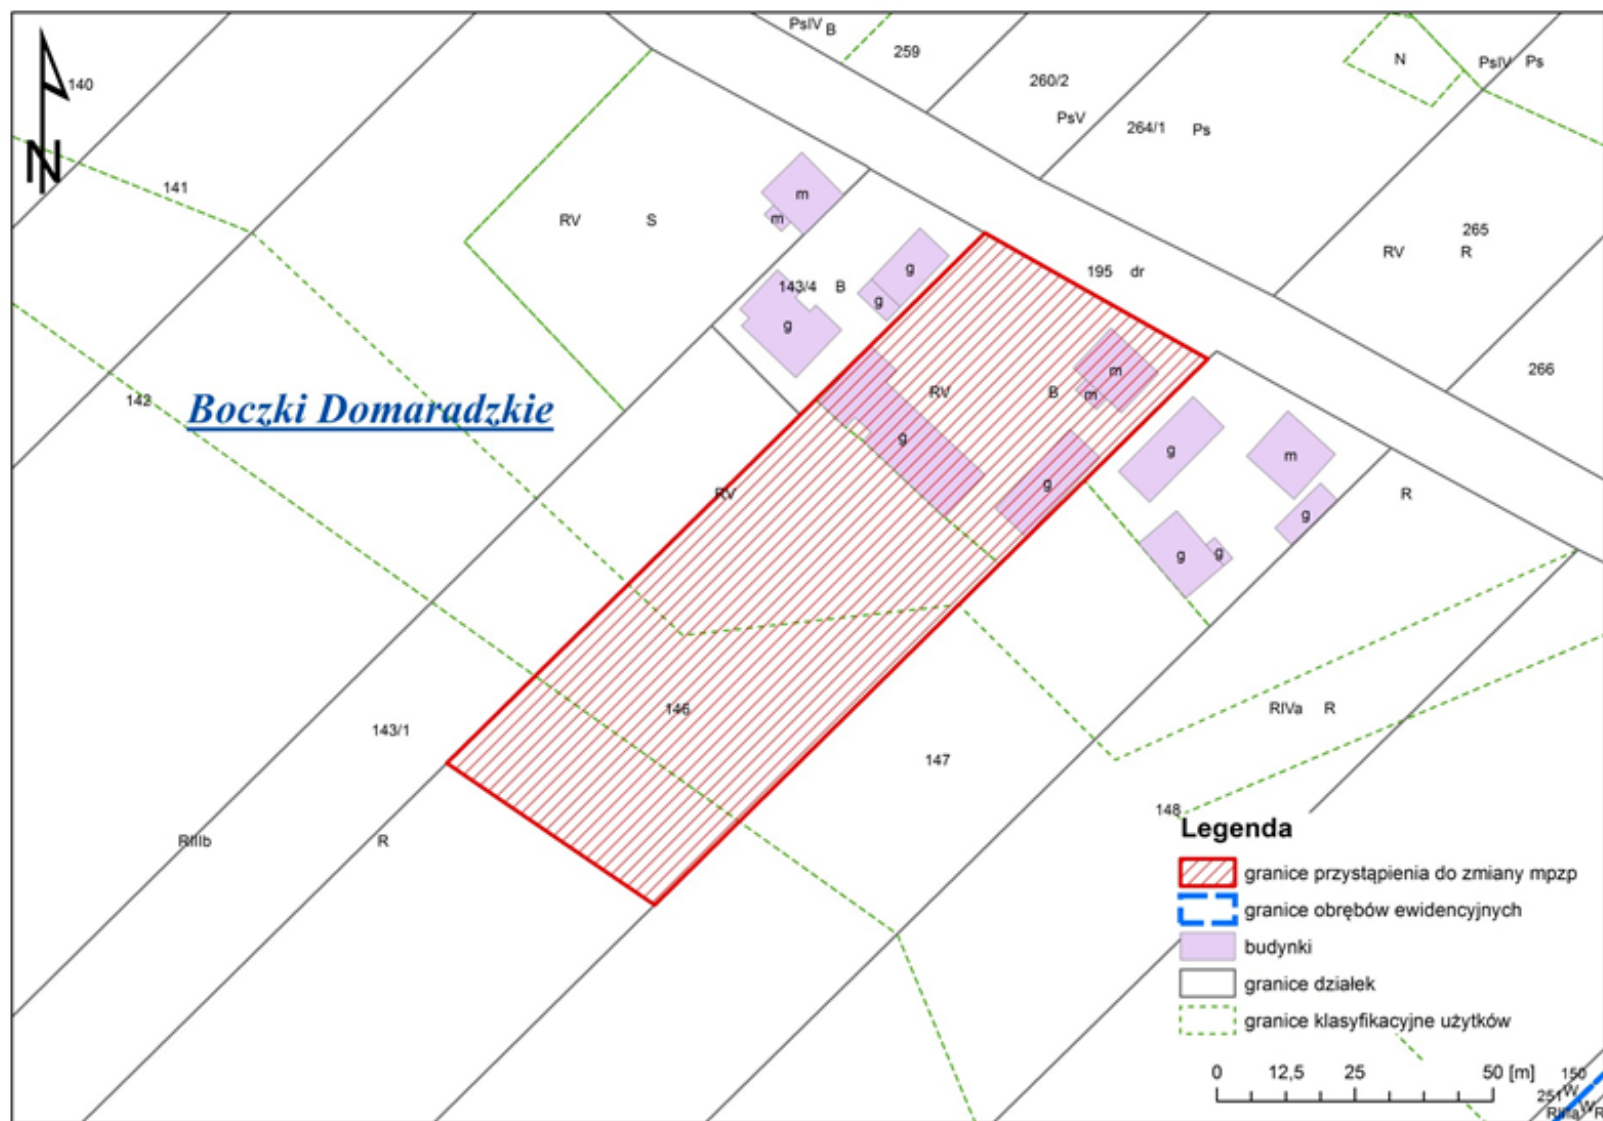 PsIV B
259
N
PsIV Ps
140
260/2
PsV
264/1 Ps
N
141
m
RV S
m
265
RV R
g
195 dr
143/4 B
g
g
266
m
RV B
m
142
Boczki Domaradzkie
g
g
m
g
RV
R
g
g
g
146
RIVa R
143/1
147
148
RIIIb
R
Legenda
granice przystąpienia do zmiany mpzp
granice obrębów ewidencyjnych
budynki
granice działek
granice klasyfikacyjne użytków
0 12,5 25 50 [m]
150
251 W
W R